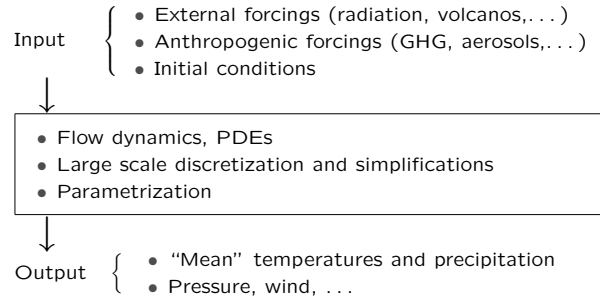 • External forcings (radiation, volcanos,...)
Input
• Anthropogenic forcings (GHG, aerosols,...)
• Initial conditions
• Flow dynamics, PDEs
• Large scale discretization and simplifications
• Parametrization
• “Mean” temperatures and precipitation
Output
• Pressure, wind, ...